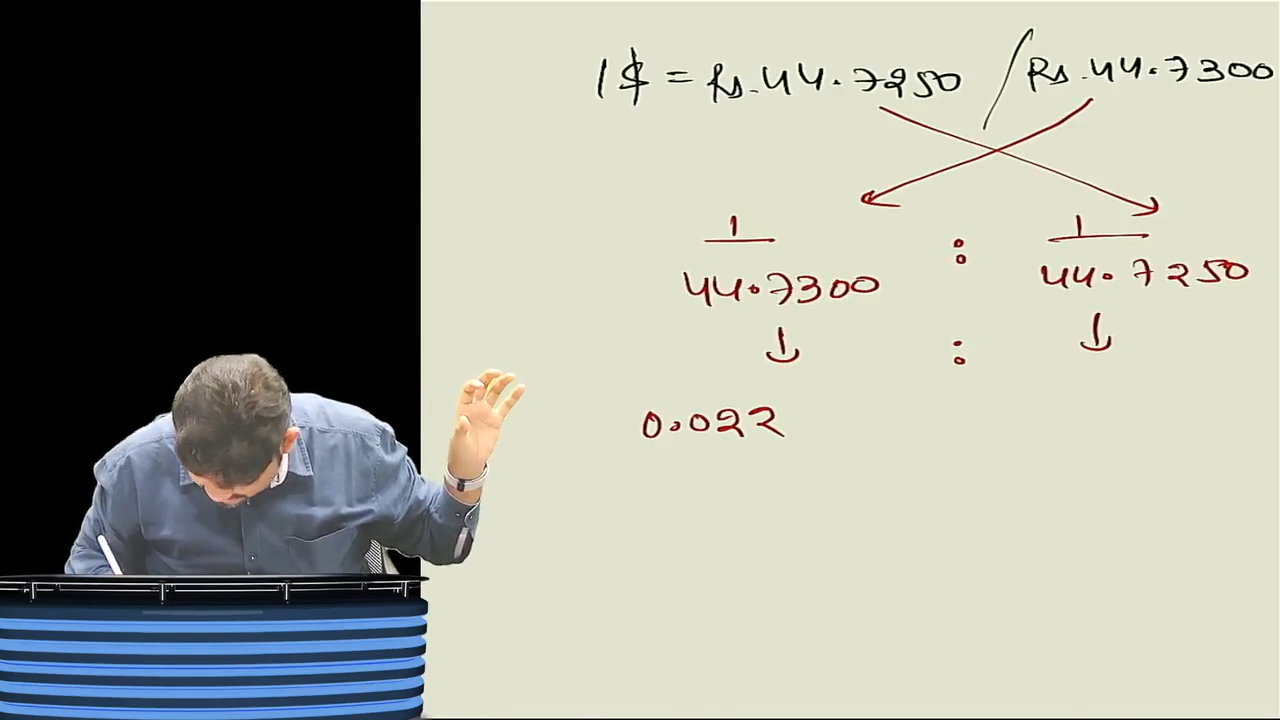 1$ = Rs.44.7250 / Rs.44.7300
1 : 1
44.7300 44.7250
:
0.022